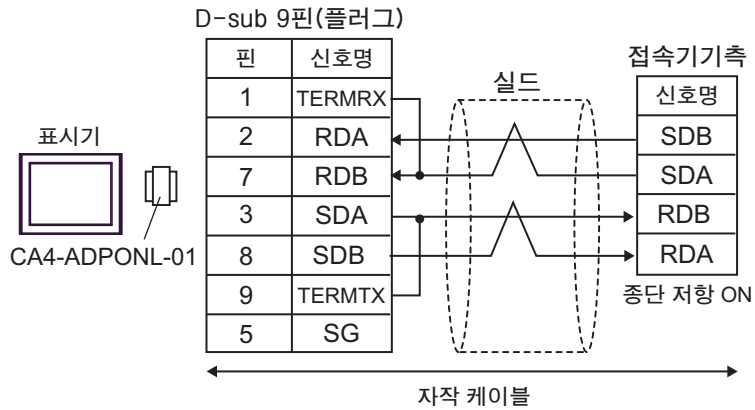 D-sub 9핀(플러그)
핀 신호명
1 TERMRX
2 RDA
7 RDB
3 SDA
8 SDB
9 TERMTX
5 SG
표시기
CA4-ADPONL-01
실드
접속기기측
신호명
SDB
SDA
RDB
RDA
종단 저항 ON
자작 케이블